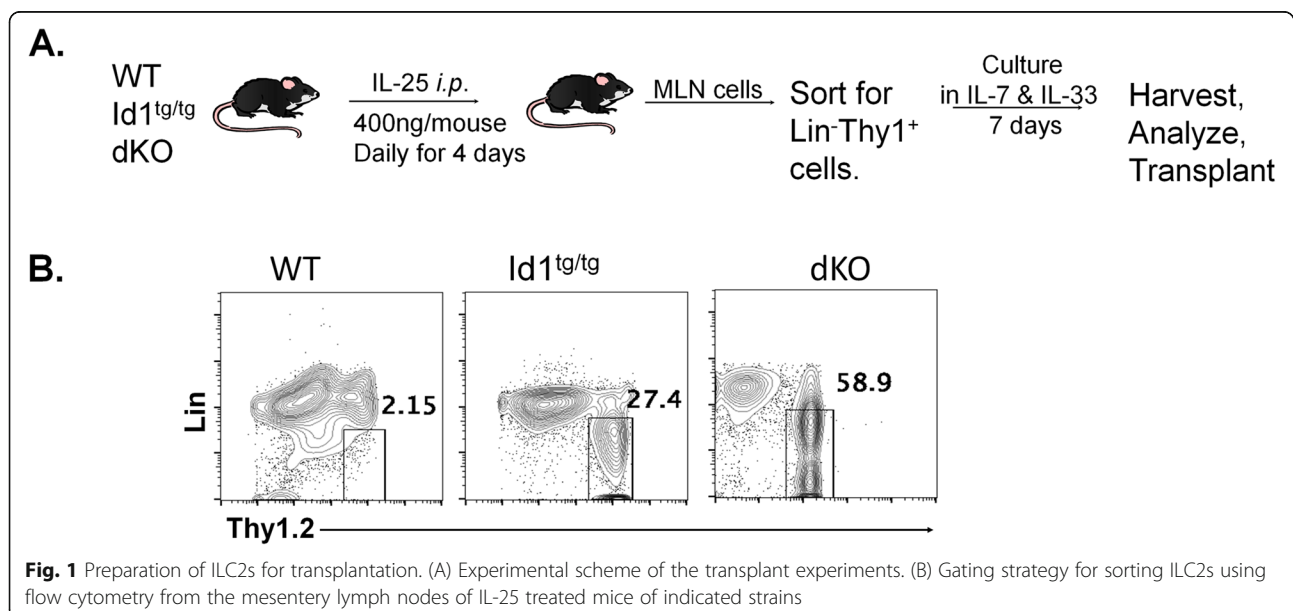 A.
WT
Id1tg/tg
dKO
IL-25 i.p.
400ng/mouse
Daily for 4 days
MLN cells
Sort for
Lin-Thy1+
cells.
Culture
in IL-7 & IL-33
7 days
Harvest,
Analyze,
Transplant
B.
WT
Id1tg/tg
dKO
Lin
2.15
27.4
58.9
Thy1.2
Fig. 1 Preparation of ILC2s for transplantation. (A) Experimental scheme of the transplant experiments. (B) Gating strategy for sorting ILC2s using
flow cytometry from the mesentery lymph nodes of IL-25 treated mice of indicated strains